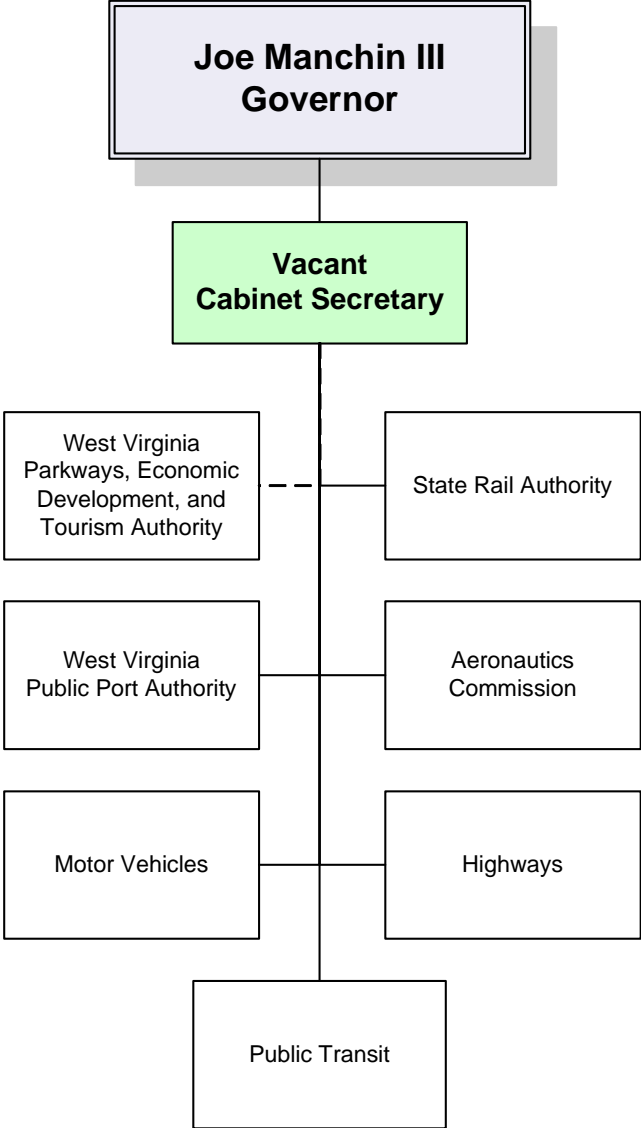 Joe Manchin III
Governor
Vacant
Cabinet Secretary
West Virginia
Parkways, Economic
Development, and
Tourism Authority
State Rail Authority
West Virginia
Public Port Authority
Aeronautics
Commission
Motor Vehicles
Highways
Public Transit